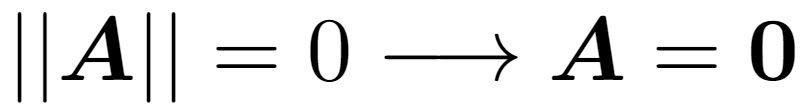 ||𝑨|| = 0 ⟶ 𝑨 = 𝟎